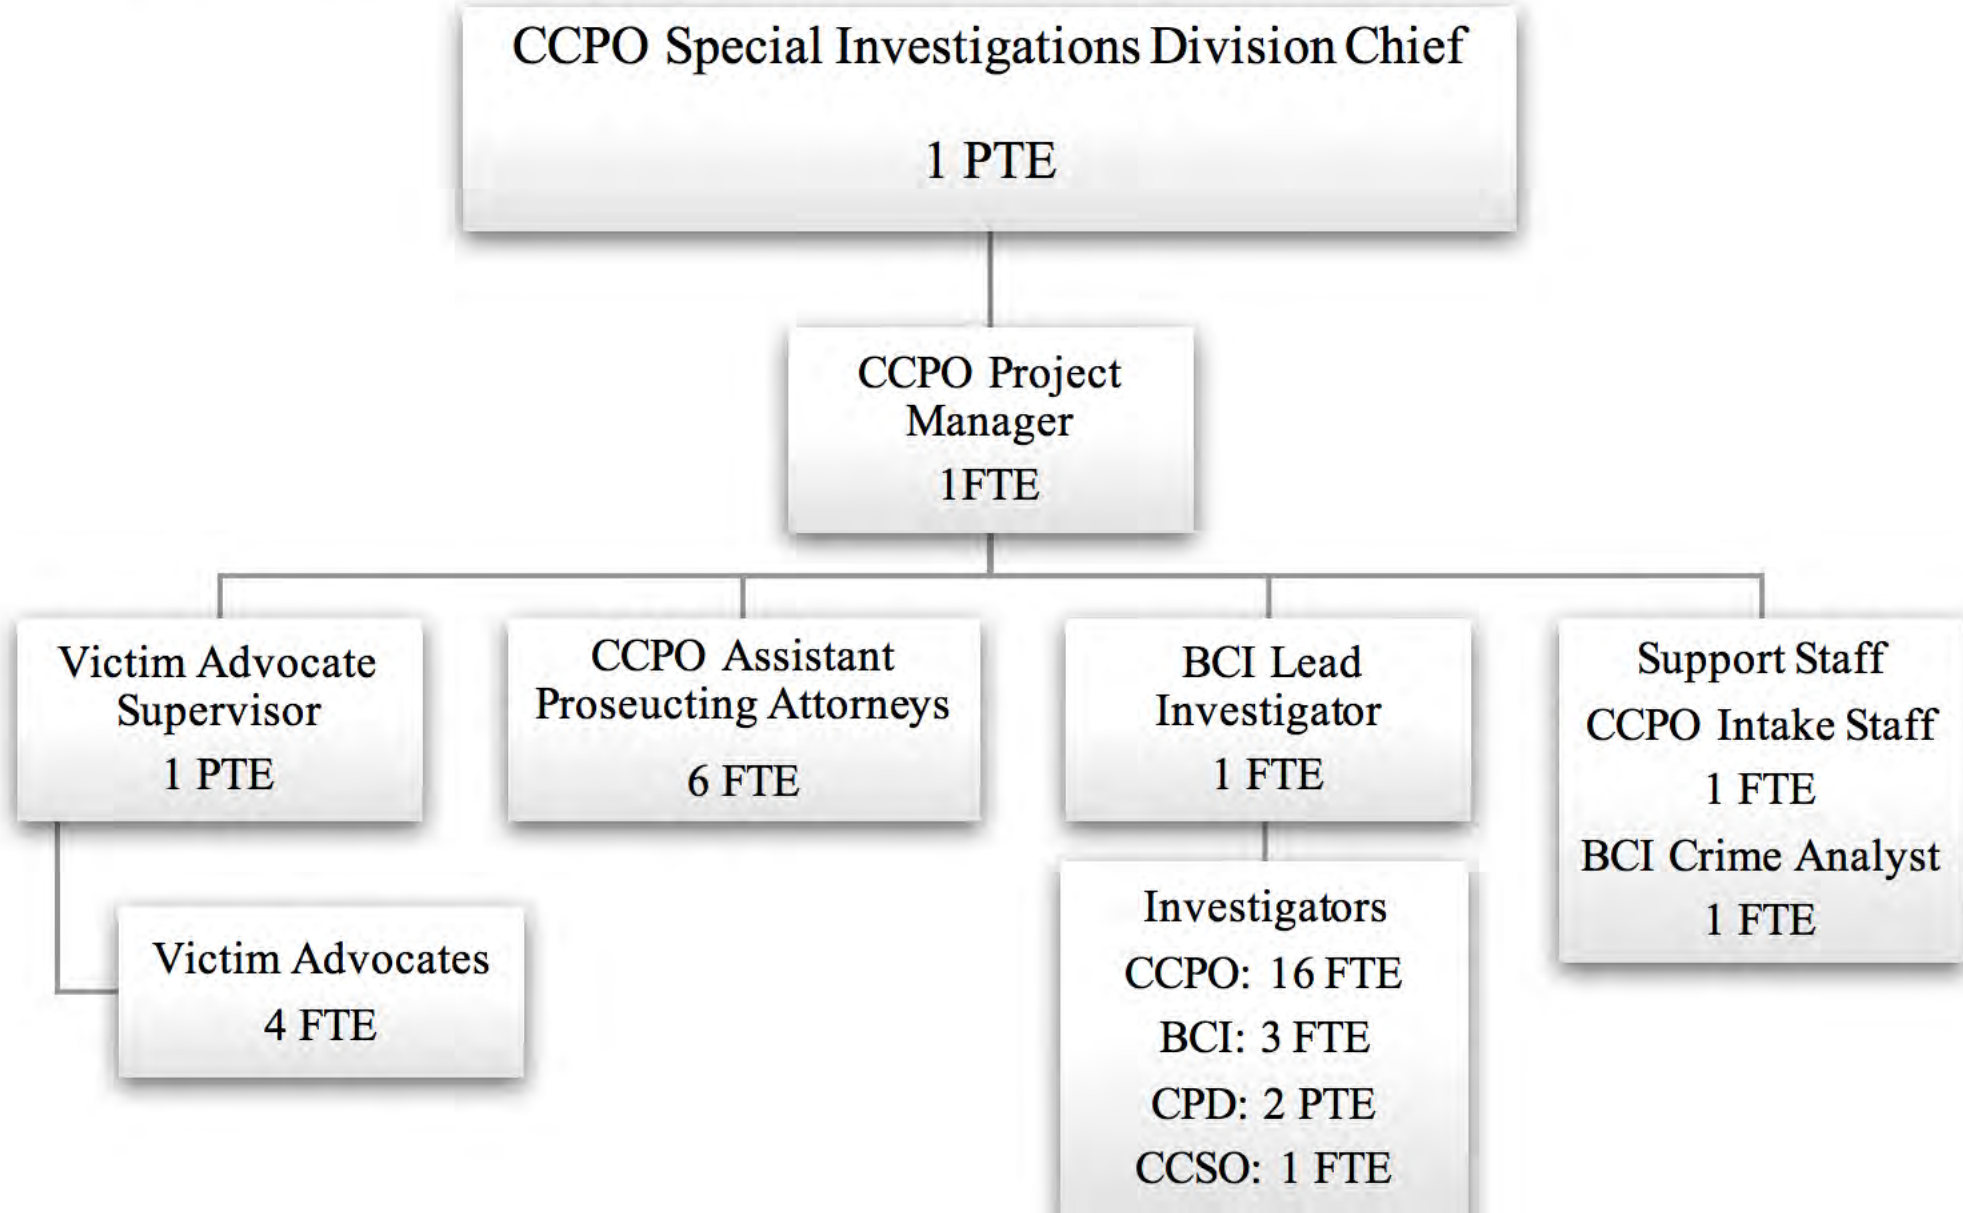 CCPO Special Investigations Division Chief
1 PTE
CCPO Project
Manager
1FTE
Victim Advocate
Supervisor
1 PTE
CCPO Assistant
Proseucting Attorneys
6 FTE
BCI Lead
Investigator
1 FTE
Support Staff
CCPO Intake Staff
1 FTE
BCI Crime Analyst
1 FTE
Victim Advocates
4 FTE
Investigators
CCPO: 16 FTE
BCI: 3 FTE
CPD: 2 PTE
CCSO: 1 FTE